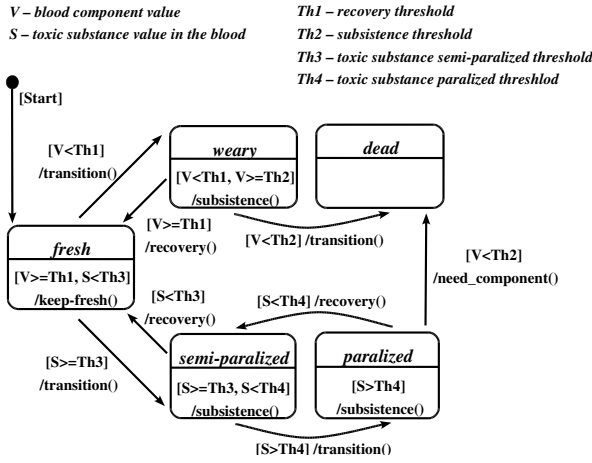 V – blood component value
S – toxic substance value in the blood
Th1 – recovery threshold
Th2 – subsistence threshold
Th3 – toxic substance semi-paralized threshold
Th4 – toxic substance paralized threshlod
[Start]
[V<Th1]
/transition()
weary
[V<Th1, V>=Th2]
/subsistence()
dead
[V>=Th1]
/recovery()
[V<Th2] /transition()
fresh
[V>=Th1, S<Th3]
/keep-fresh()
[V<Th2]
/need_component()
[S<Th3]
/recovery()
[S<Th4] /recovery()
[S>=Th3]
/transition()
semi-paralized
[S>=Th3, S<Th4]
/subsistence()
paralized
[S>Th4]
/subsistence()
[S>Th4] /transition()